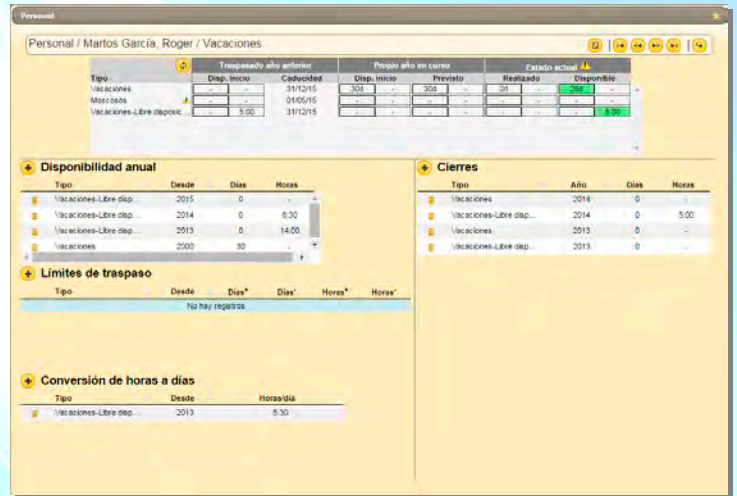 Personal
Personal / Martos García, Roger / Vacaciones
Traspasado año anterior Propio año en curso Estado actual
Tipo Disp. Inicio Caducidad Disp. Inicio Previsto Realizado Disponible
Vacaciones - - 31/12/15 30d - 30d - 2d - 28d -
Moscosos - - 01/05/15 - - - - - - - -
Vacaciones-Libre disposic... - 5:00 31/12/15 - - - - - - - 5:00
Disponibilidad anual
Tipo Desde Días Horas
Vacaciones-Libre disp... 2015 0 -
Vacaciones-Libre disp... 2014 0 6:30
Vacaciones-Libre disp... 2013 0 14:00
Vacaciones 2000 30 -
Límites de traspaso
Tipo Desde Días+ Días- Horas+ Horas-
No hay registros
Conversión de horas a días
Tipo Desde Horas/día
Vacaciones-Libre disp... 2013 5:30
Cierres
Tipo Año Días Horas
Vacaciones 2014 0 -
Vacaciones-Libre disp... 2014 0 5:00
Vacaciones 2013 0 -
Vacaciones-Libre disp... 2013 0 -